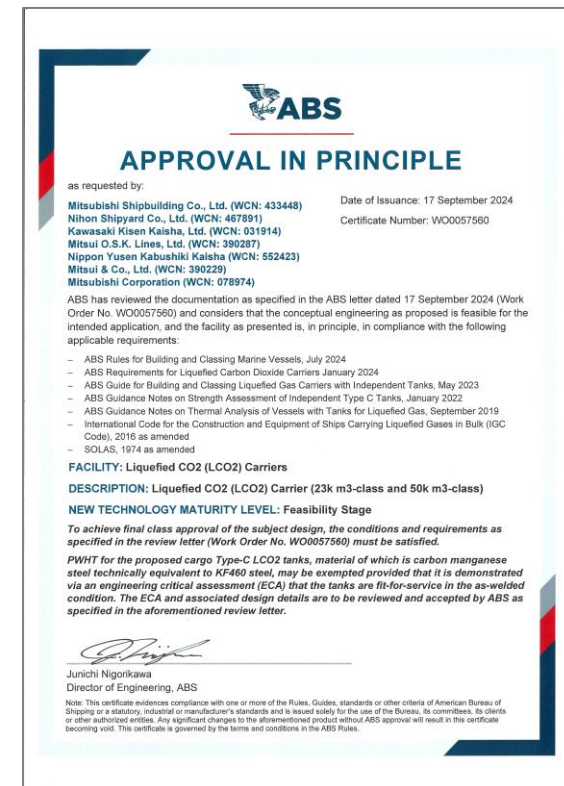 ABS
APPROVAL IN PRINCIPLE
as requested by:
Mitsubishi Shipbuilding Co., Ltd. (WCN: 433448)
Nihon Shipyard Co., Ltd. (WCN: 467891)
Kawasaki Kisen Kaisha, Ltd. (WCN: 031914)
Mitsui O.S.K. Lines, Ltd. (WCN: 390287)
Nippon Yusen Kabushiki Kaisha (WCN: 552423)
Mitsui & Co., Ltd. (WCN: 390229)
Mitsubishi Corporation (WCN: 078974)
Date of Issuance: 17 September 2024
Certificate Number: WO0057560
ABS has reviewed the documentation as specified in the ABS letter dated 17 September 2024 (Work
Order No. WO0057560) and considers that the conceptual engineering as proposed is feasible for the
intended application, and the facility as presented is, in principle, in compliance with the following
applicable requirements:
– ABS Rules for Building and Classing Marine Vessels, July 2024
– ABS Requirements for Liquefied Carbon Dioxide Carriers January 2024
– ABS Guide for Building and Classing Liquefied Gas Carriers with Independent Tanks, May 2023
– ABS Guidance Notes on Strength Assessment of Independent Type C Tanks, January 2022
– ABS Guidance Notes on Thermal Analysis of Vessels with Tanks for Liquefied Gas, September 2019
– International Code for the Construction and Equipment of Ships Carrying Liquefied Gases in Bulk (IGC
Code), 2016 as amended
– SOLAS, 1974 as amended
FACILITY: Liquefied CO2 (LCO2) Carriers
DESCRIPTION: Liquefied CO2 (LCO2) Carrier (23k m3-class and 50k m3-class)
NEW TECHNOLOGY MATURITY LEVEL: Feasibility Stage
To achieve final class approval of the subject design, the conditions and requirements as
specified in the review letter (Work Order No. WO0057560) must be satisfied.
PWHT for the proposed cargo Type-C LCO2 tanks, material of which is carbon manganese
steel technically equivalent to KF460 steel, may be exempted provided that it is demonstrated
via an engineering critical assessment (ECA) that the tanks are fit-for-service in the as-welded
condition. The ECA and associated design details are to be reviewed and accepted by ABS as
specified in the aforementioned review letter.
Junichi Nigorikawa
Director of Engineering, ABS
Note: This certificate evidences compliance with one or more of the Rules, Guides, standards or other criteria of American Bureau of
Shipping or a statutory, industrial or manufacturer's standards and is issued solely for the use of the Bureau, its committees, its clients
or other authorized entities. Any significant changes to the aforementioned product without ABS approval will result in this certificate
becoming void. This certificate is governed by the terms and conditions in the ABS Rules.